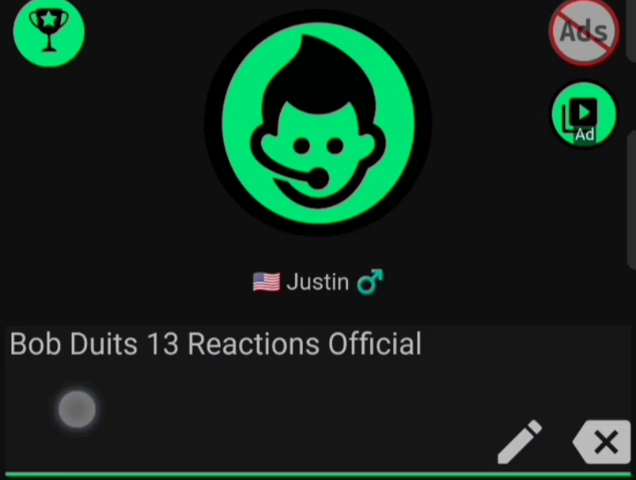 Ads
Ad
🇺🇸 Justin ♂
Bob Duits 13 Reactions Official